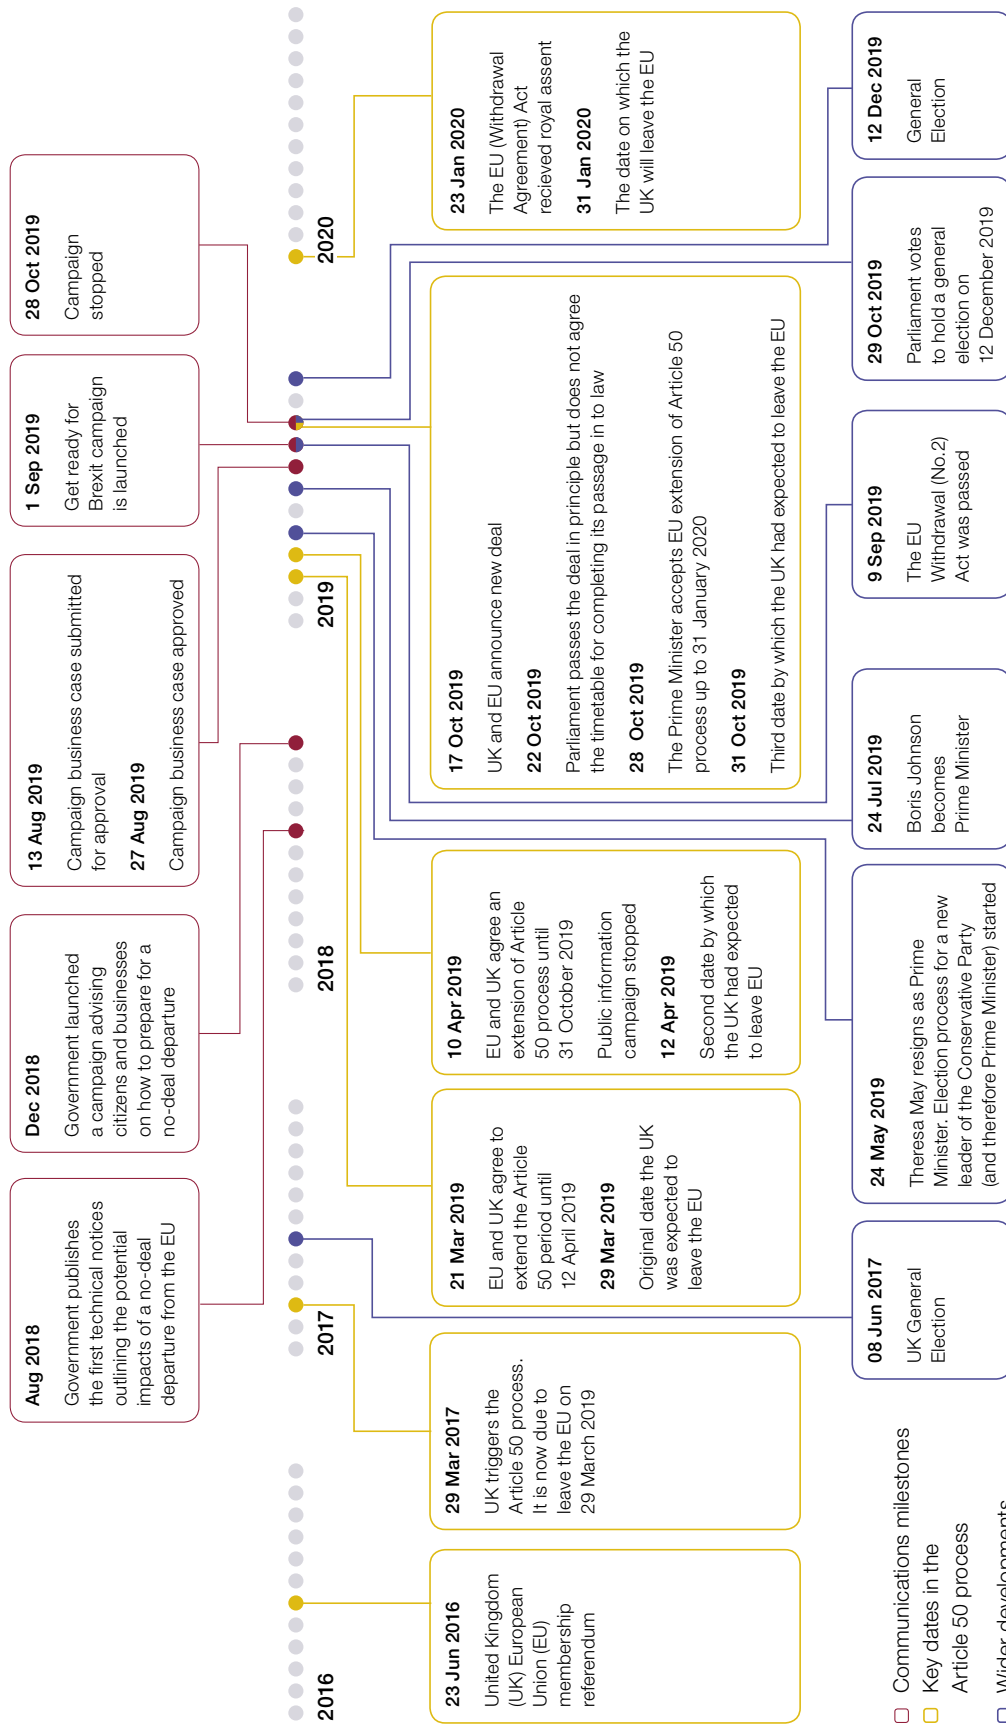 Aug 2018
Government publishes
the first technical notices
outlining the potential
impacts of a no-deal
departure from the EU
Dec 2018
Government launched
a campaign advising
citizens and businesses
on how to prepare for a
no-deal departure
13 Aug 2019
Campaign business case submitted
for approval
27 Aug 2019
Campaign business case approved
1 Sep 2019
Get ready for
Brexit campaign
is launched
28 Oct 2019
Campaign
stopped
2016
2017
2018
2019
2020
23 Jun 2016
United Kingdom
(UK) European
Union (EU)
membership
referendum
29 Mar 2017
UK triggers the
Article 50 process.
It is now due to
leave the EU on
29 March 2019
21 Mar 2019
EU and UK agree to
extend the Article
50 period until
12 April 2019
29 Mar 2019
Original date the UK
was expected to
leave the EU
10 Apr 2019
EU and UK agree an
extension of Article
50 process until
31 October 2019
Public information
campaign stopped
12 Apr 2019
Second date by which
the UK had expected
to leave EU
17 Oct 2019
UK and EU announce new deal
22 Oct 2019
Parliament passes the deal in principle but does not agree
the timetable for completing its passage in to law
28 Oct 2019
The Prime Minister accepts EU extension of Article 50
process up to 31 January 2020
31 Oct 2019
Third date by which the UK had expected to leave the EU
23 Jan 2020
The EU (Withdrawal
Agreement) Act
recieved royal assent
31 Jan 2020
The date on which the
UK will leave the EU
08 Jun 2017
UK General
Election
24 May 2019
Theresa May resigns as Prime
Minister. Election process for a new
leader of the Conservative Party
(and therefore Prime Minister) started
24 Jul 2019
Boris Johnson
becomes
Prime Minister
9 Sep 2019
The EU
Withdrawal (No.2)
Act was passed
29 Oct 2019
Parliament votes
to hold a general
election on
12 December 2019
12 Dec 2019
General
Election
Communications milestones
Key dates in the
Article 50 process
Wider developments